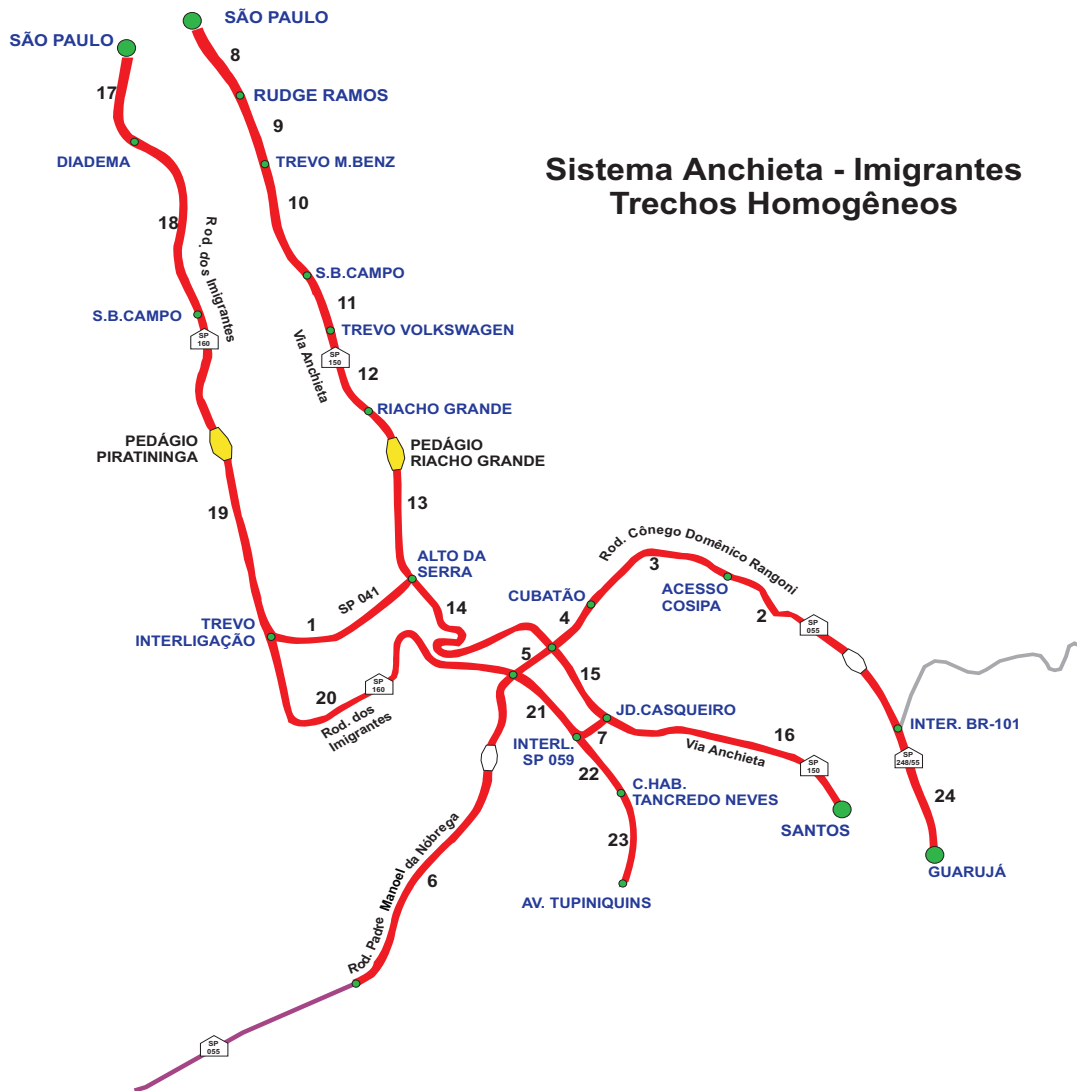 SÃO PAULO
SÃO PAULO
8
17
RUDGE RAMOS
9
DIADEMA
TREVO M.BENZ
Sistema Anchieta - Imigrantes
Trechos Homogêneos
10
18
Rod. dos Imigrantes
S.B.CAMPO
11
S.B.CAMPO
TREVO VOLKSWAGEN
SP
160
Via Anchieta
SP
150
12
RIACHO GRANDE
PEDÁGIO
PIRATININGA
PEDÁGIO
RIACHO GRANDE
13
19
Rod. Cônego Domênico Rangoni
ALTO DA
SERRA
3
ACESSO
COSIPA
CUBATÃO
SP 041
14
1
4
2
TREVO
INTERLIGAÇÃO
SP
055
5
15
SP
160
20
Rod. dos
Imigrantes
21
JD.CASQUEIRO
7
16
INTER. BR-101
INTERL.
SP 059
Via Anchieta
SP
150
SP
248/55
22
C.HAB.
TANCREDO NEVES
24
SANTOS
23
GUARUJÁ
Rod. Padre Manoel da Nóbrega
6
AV. TUPINIQUINS
SP
055